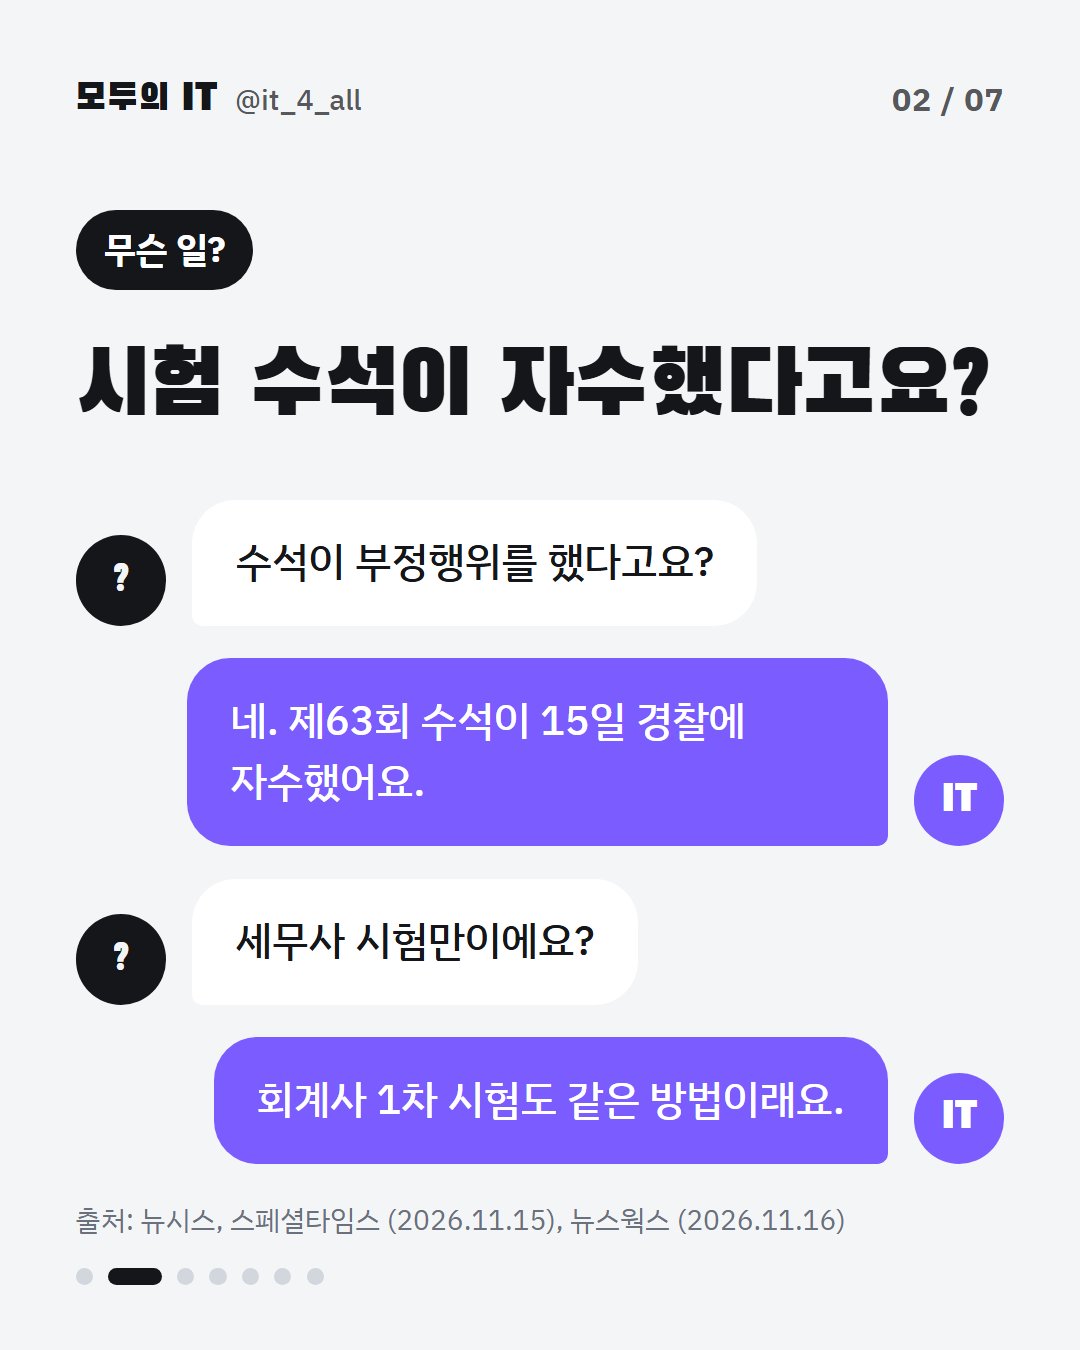 모두의 IT @it_4_all
02 / 07
무슨 일?
시험 수석이 자수했다고요?
?
수석이 부정행위를 했다고요?
네. 제63회 수석이 15일 경찰에
자수했어요.
IT
?
세무사 시험만이에요?
회계사 1차 시험도 같은 방법이래요.
IT
출처: 뉴시스, 스페셜타임스 (2026.11.15), 뉴스웍스 (2026.11.16)